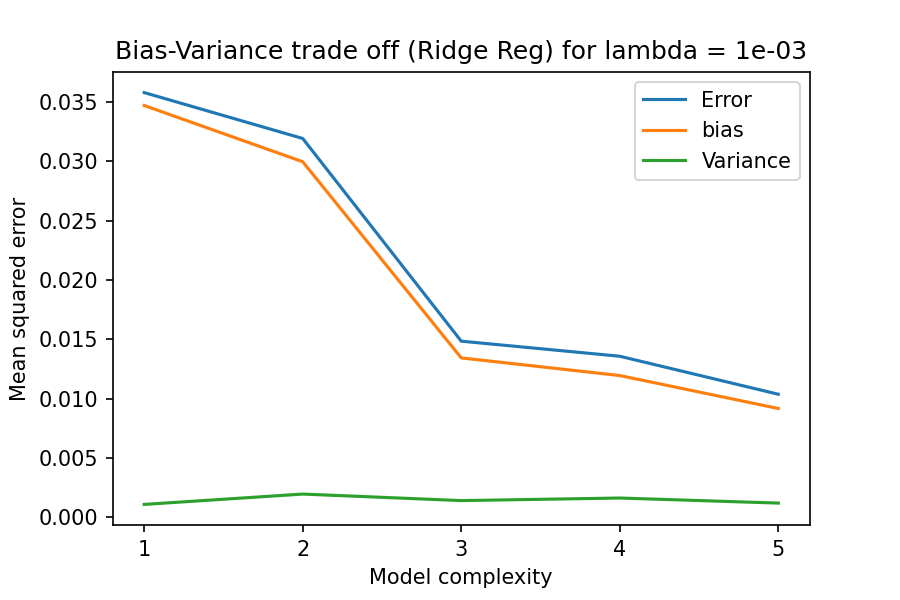 Bias-Variance trade off (Ridge Reg) for lambda = 1e-03
Error
bias
Variance
Mean squared error
0.035
0.030
0.025
0.020
0.015
0.010
0.005
0.000
1 2 3 4 5
Model complexity